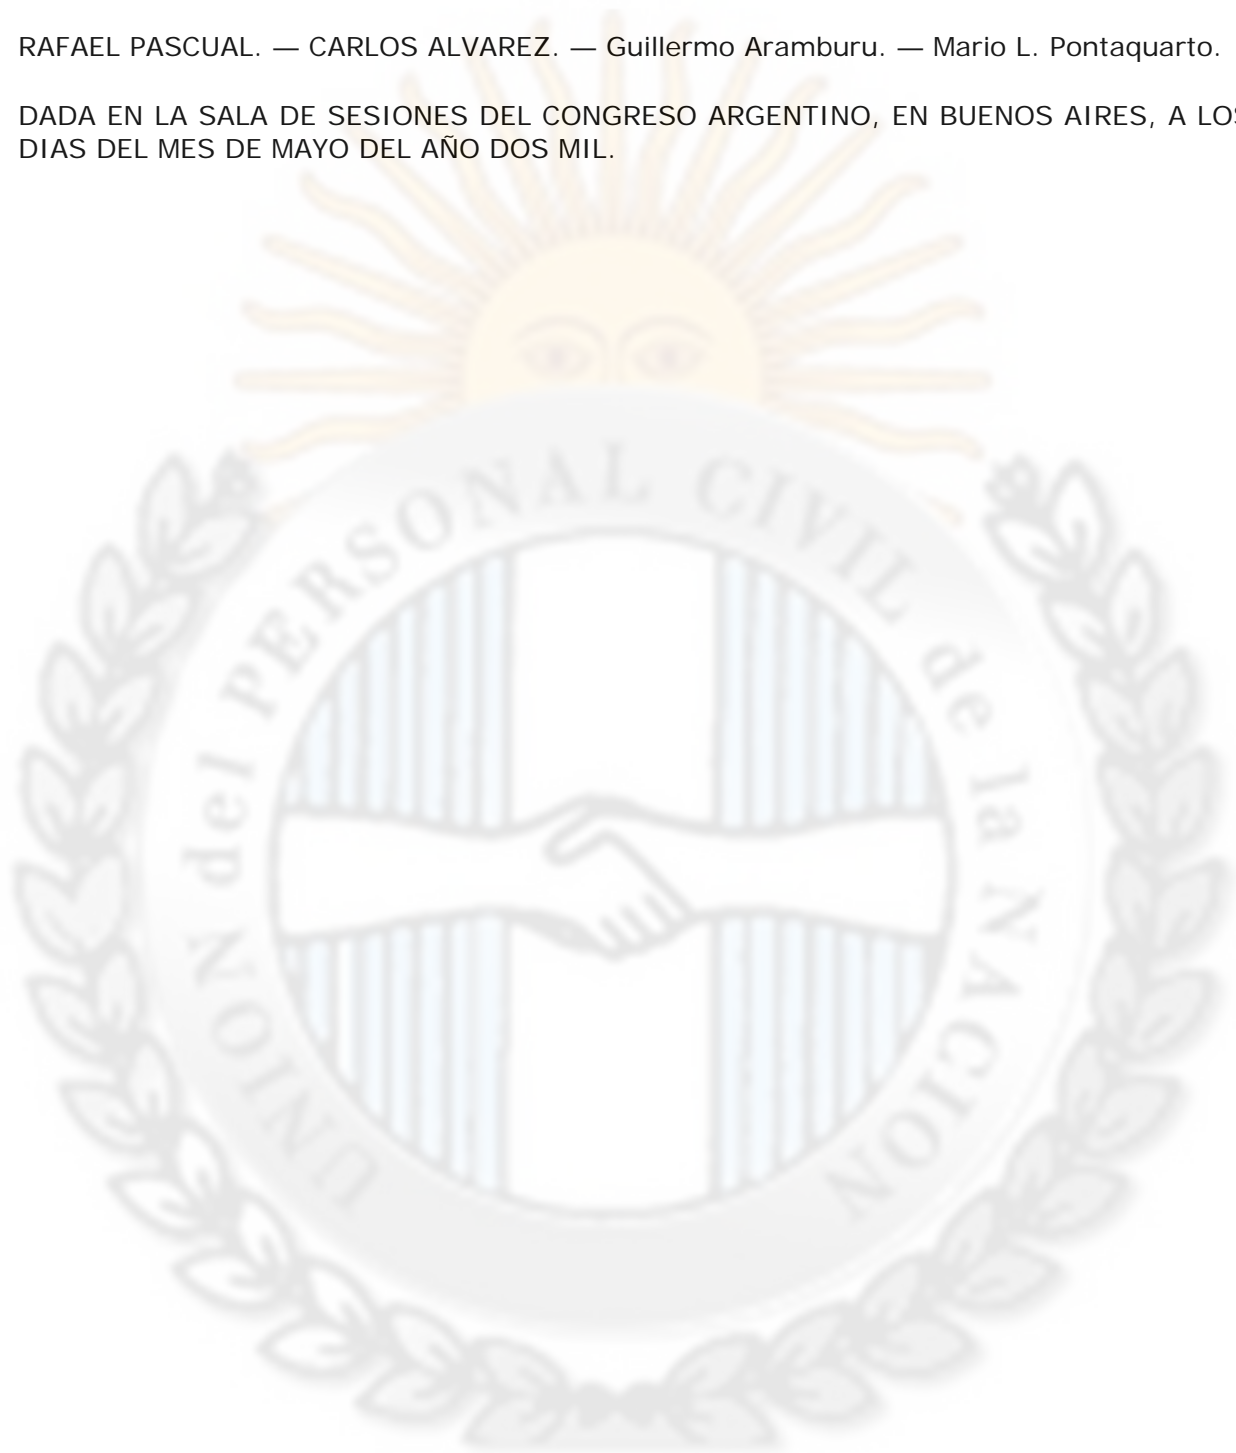 RAFAEL PASCUAL. — CARLOS ALVAREZ. — Guillermo Aramburu. — Mario L. Pontaquarto.
DADA EN LA SALA DE SESIONES DEL CONGRESO ARGENTINO, EN BUENOS AIRES, A LOS
DIAS DEL MES DE MAYO DEL AÑO DOS MIL.
UNION del PERSONAL CIVIL de la NACION